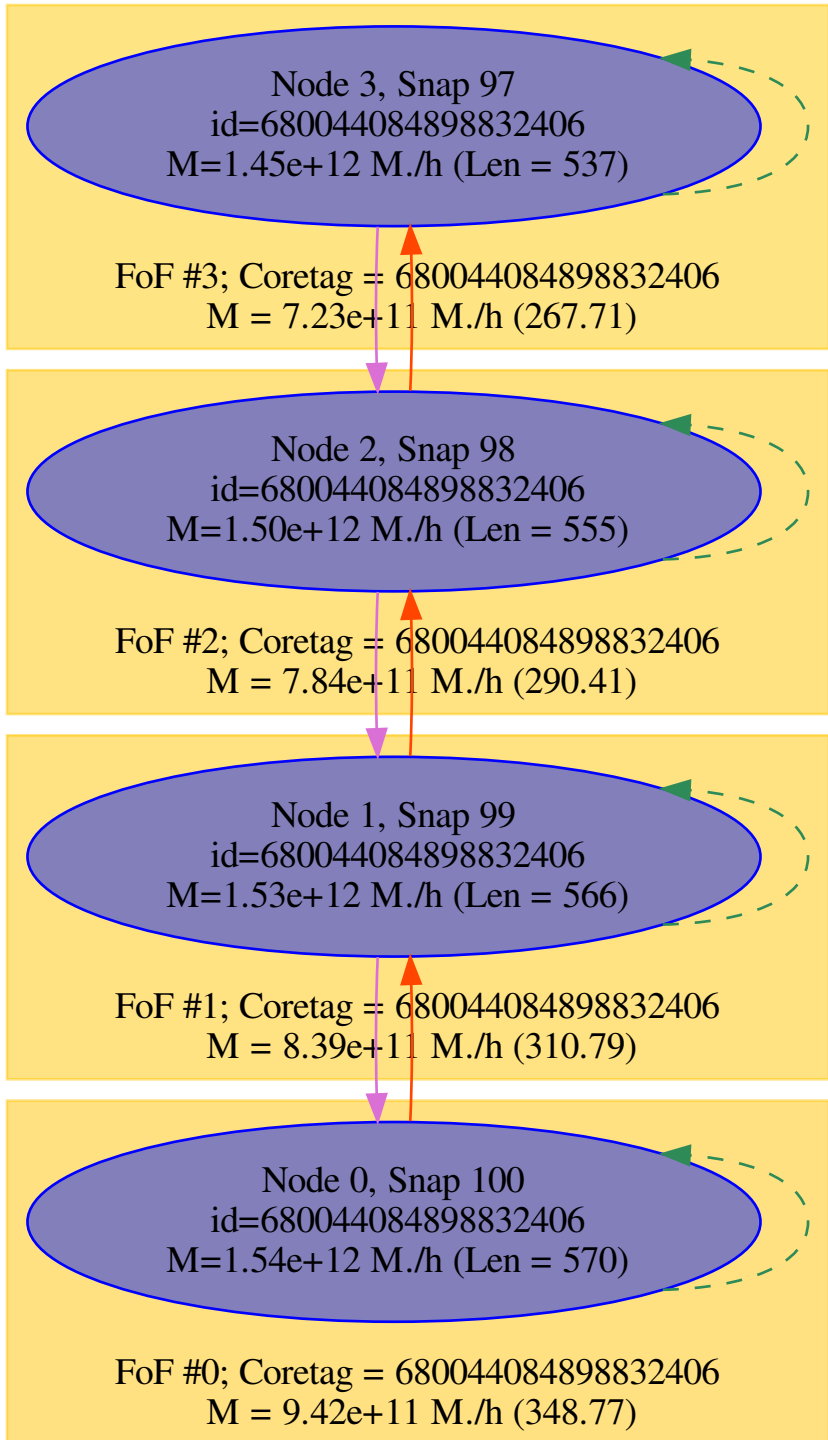 Node 3, Snap 97
id=680044084898832406
M=1.45e+12 M./h (Len = 537)
FoF #3; Coretag = 680044084898832406
M = 7.23e+11 M./h (267.71)
Node 2, Snap 98
id=680044084898832406
M=1.50e+12 M./h (Len = 555)
FoF #2; Coretag = 680044084898832406
M = 7.84e+11 M./h (290.41)
Node 1, Snap 99
id=680044084898832406
M=1.53e+12 M./h (Len = 566)
FoF #1; Coretag = 680044084898832406
M = 8.39e+11 M./h (310.79)
Node 0, Snap 100
id=680044084898832406
M=1.54e+12 M./h (Len = 570)
FoF #0; Coretag = 680044084898832406
M = 9.42e+11 M./h (348.77)